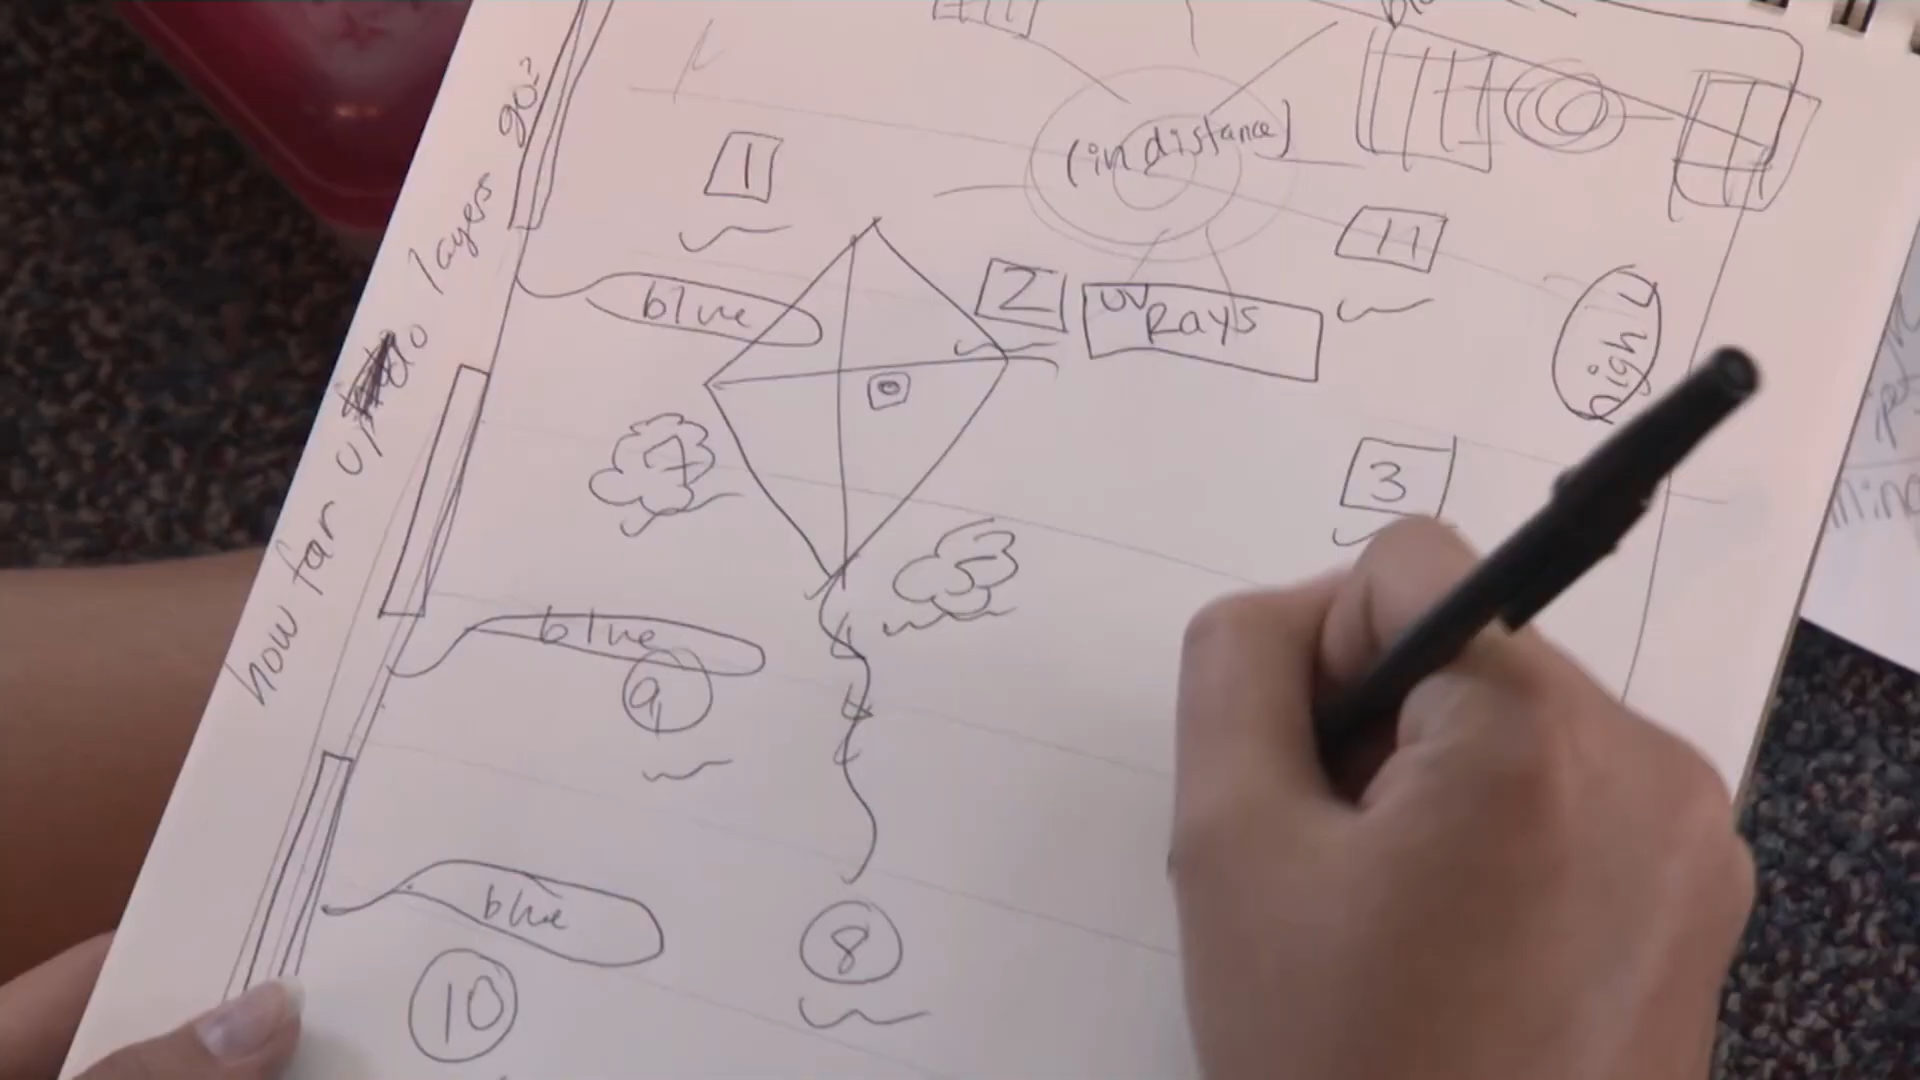 how far up do layers go?
(in distance)
1
11
blue
2
UV
Rays
high
7
3
5
blue
9
blue
8
10